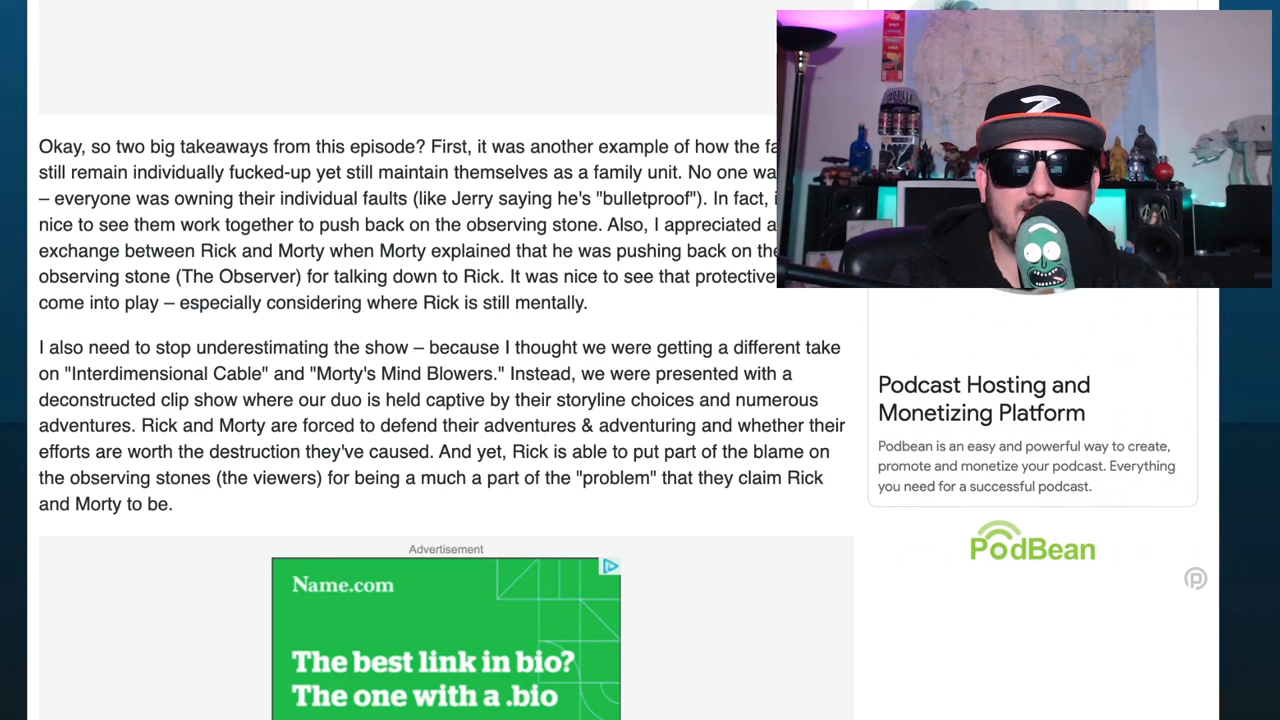 Okay, so two big takeaways from this episode? First, it was another example of how the fa
still remain individually fucked-up yet still maintain themselves as a family unit. No one wa
– everyone was owning their individual faults (like Jerry saying he's "bulletproof"). In fact, i
nice to see them work together to push back on the observing stone. Also, I appreciated a
exchange between Rick and Morty when Morty explained that he was pushing back on the
observing stone (The Observer) for talking down to Rick. It was nice to see that protective
come into play – especially considering where Rick is still mentally.
I also need to stop underestimating the show – because I thought we were getting a different take
on "Interdimensional Cable" and "Morty's Mind Blowers." Instead, we were presented with a
deconstructed clip show where our duo is held captive by their storyline choices and numerous
adventures. Rick and Morty are forced to defend their adventures & adventuring and whether their
efforts are worth the destruction they've caused. And yet, Rick is able to put part of the blame on
the observing stones (the viewers) for being a much a part of the "problem" that they claim Rick
and Morty to be.
Advertisement
Name.com
The best link in bio?
The one with a .bio
Podcast Hosting and
Monetizing Platform
Podbean is an easy and powerful way to create,
promote and monetize your podcast. Everything
you need for a successful podcast.
PodBean